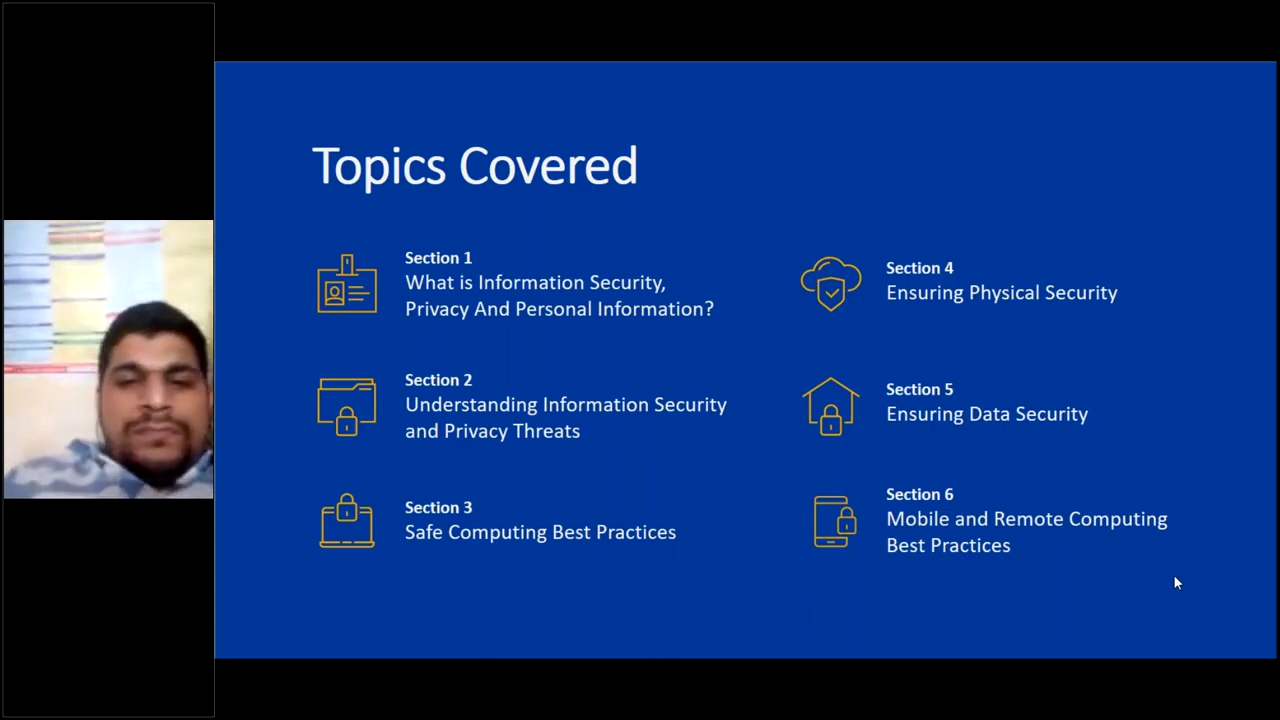 Topics Covered
Section 1
What is Information Security,
Privacy And Personal Information?
Section 2
Understanding Information Security
and Privacy Threats
Section 3
Safe Computing Best Practices
Section 4
Ensuring Physical Security
Section 5
Ensuring Data Security
Section 6
Mobile and Remote Computing
Best Practices